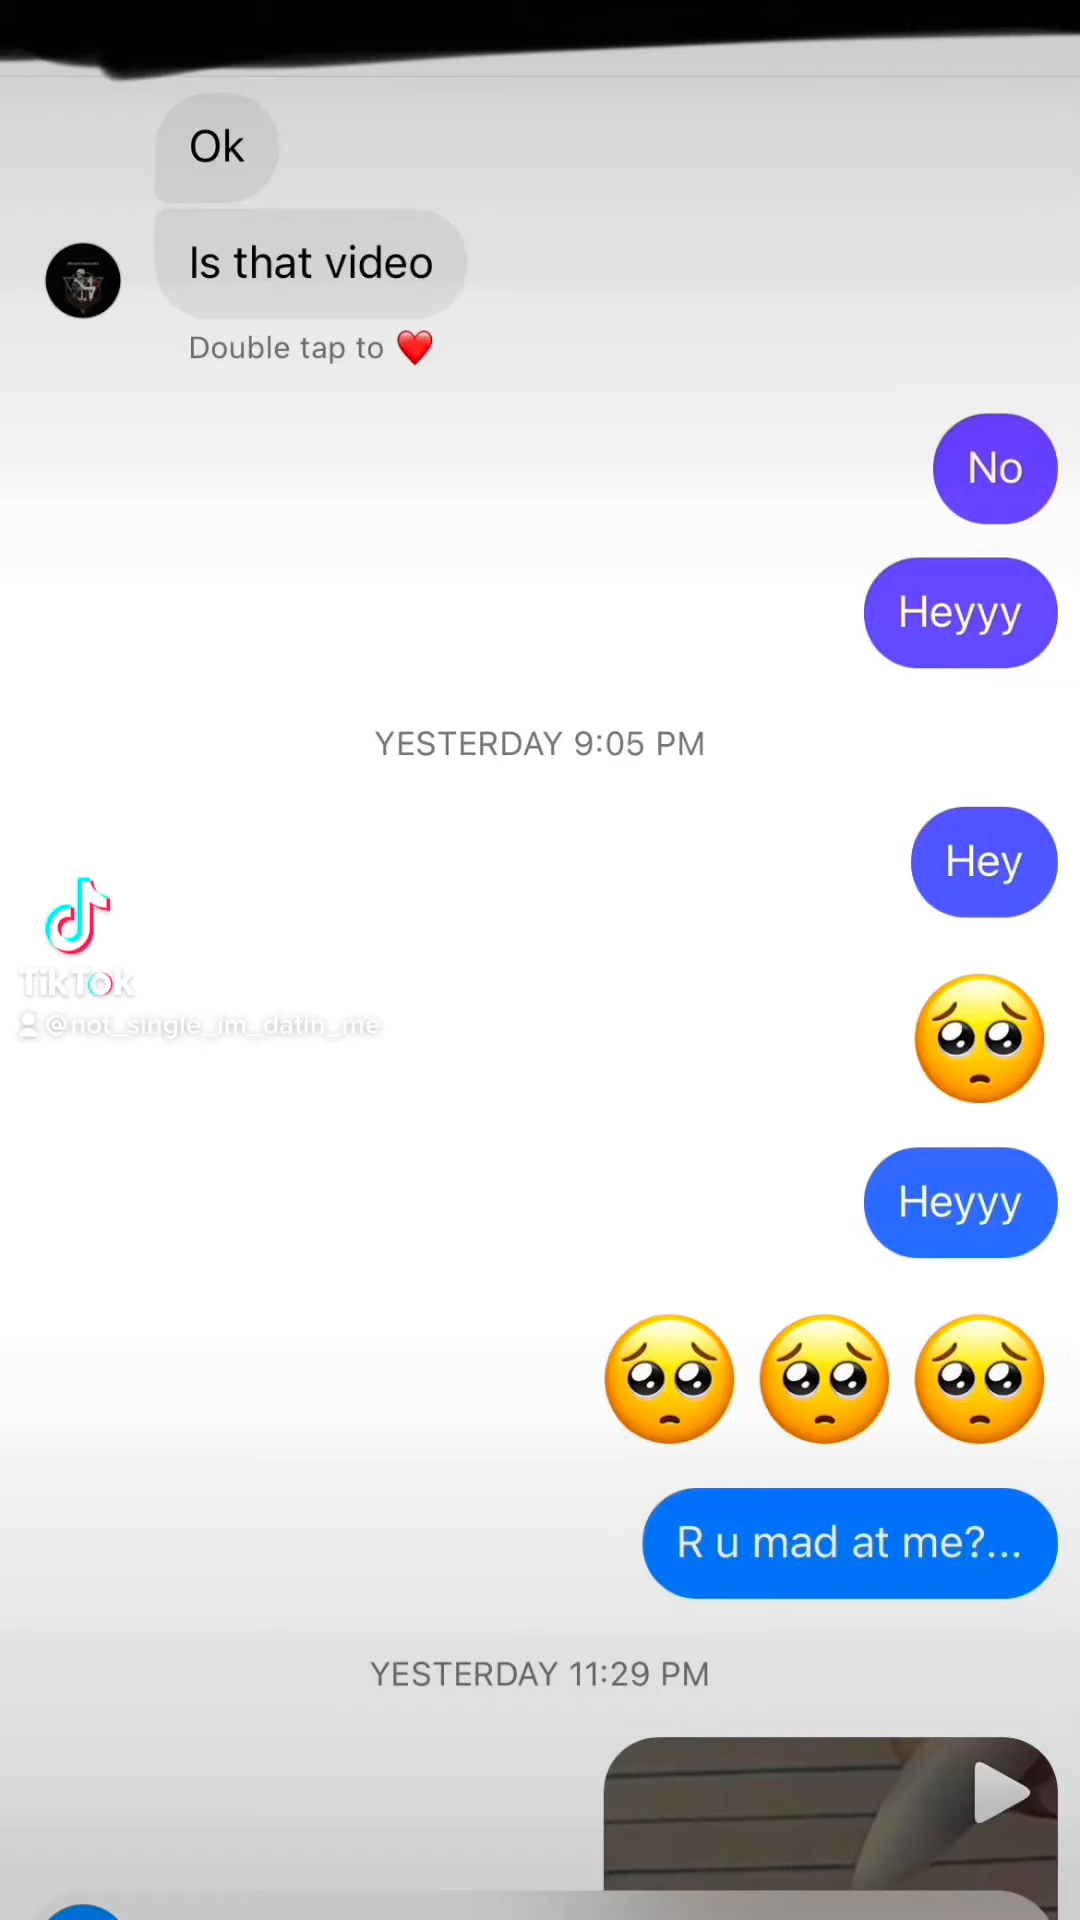 Ok
Is that video
Double tap to ❤️
No
Heyyy
YESTERDAY 9:05 PM
Hey
TikTok
@not_single_im_datin_me
🥺
Heyyy
🥺🥺🥺
R u mad at me?...
YESTERDAY 11:29 PM